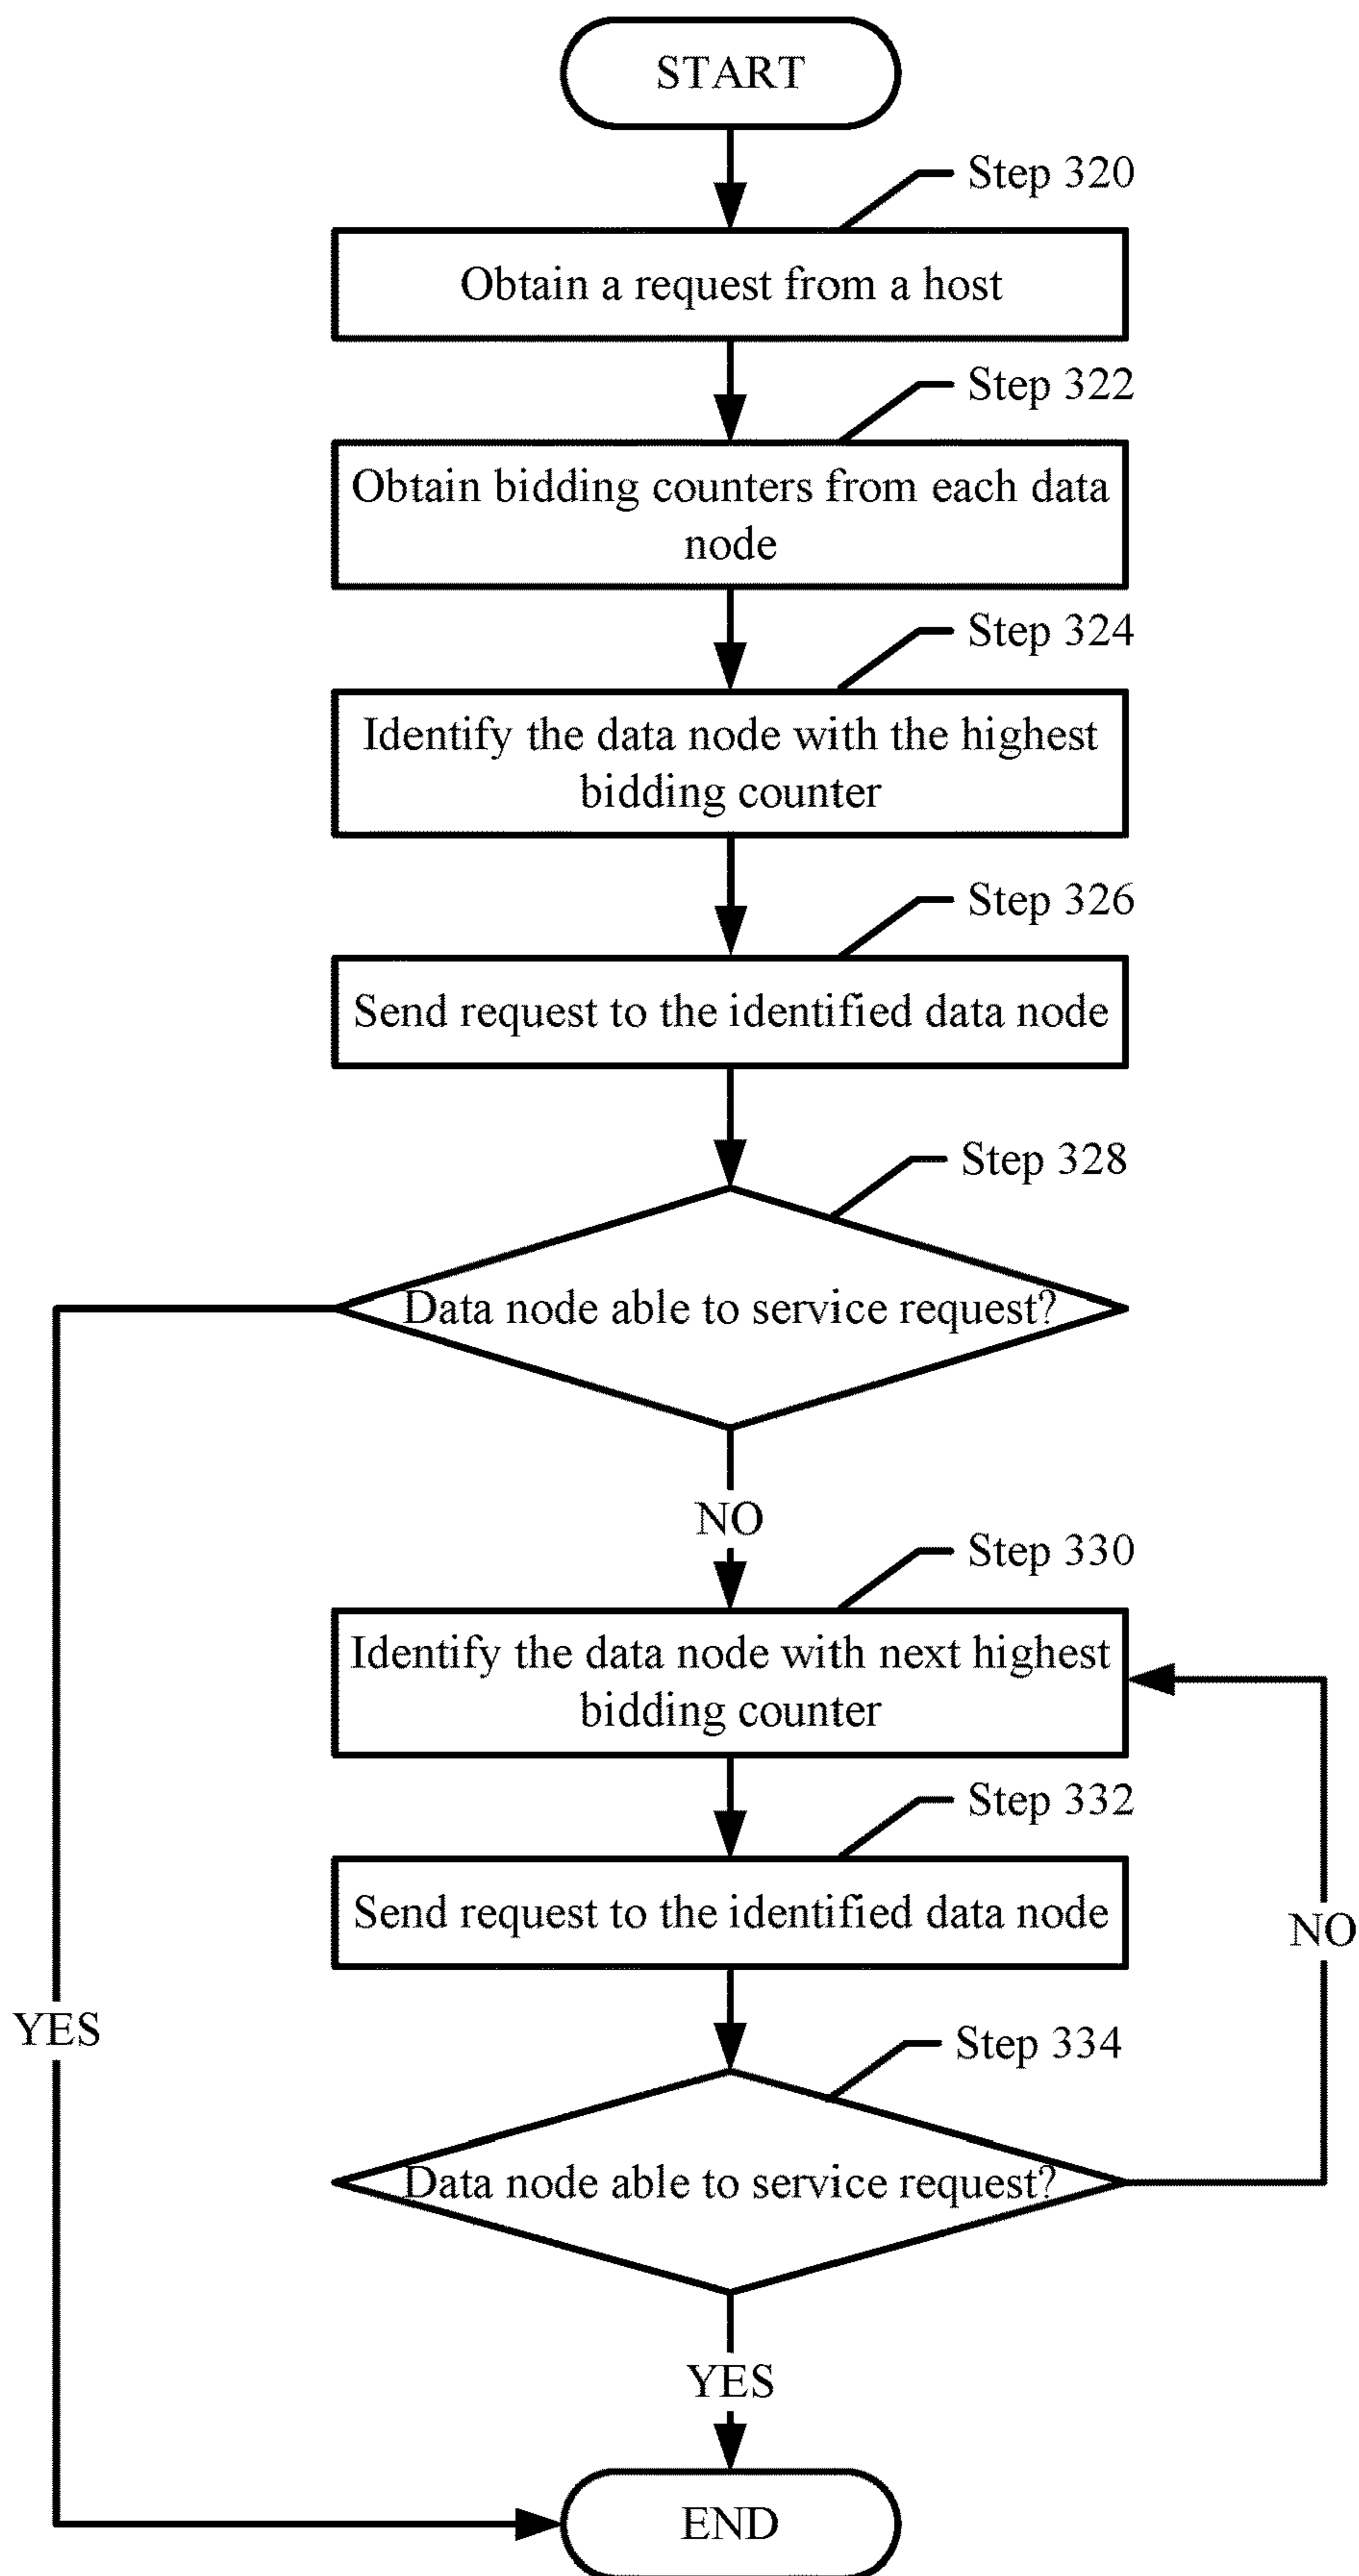 START
Step 320
Obtain a request from a host
Step 322
Obtain bidding counters from each data
node
Step 324
Identify the data node with the highest
bidding counter
Step 326
Send request to the identified data node
Step 328
Data node able to service request?
NO
Step 330
Identify the data node with next highest
bidding counter
Step 332
Send request to the identified data node
NO
YES
Step 334
Data node able to service request?
YES
END